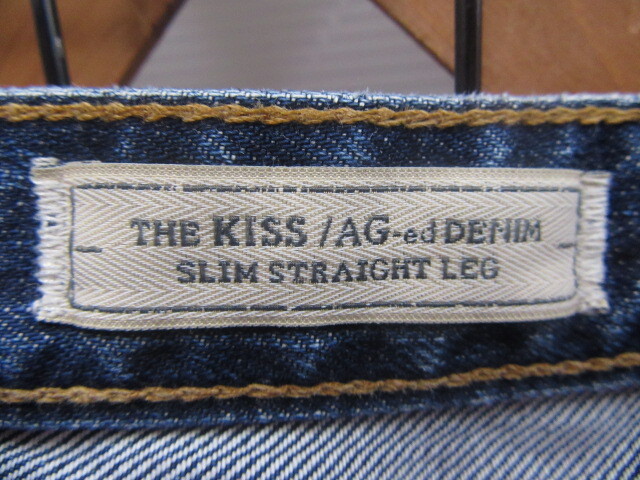 THE KISS /AG-ed DENIM
SLIM STRAIGHT LEG